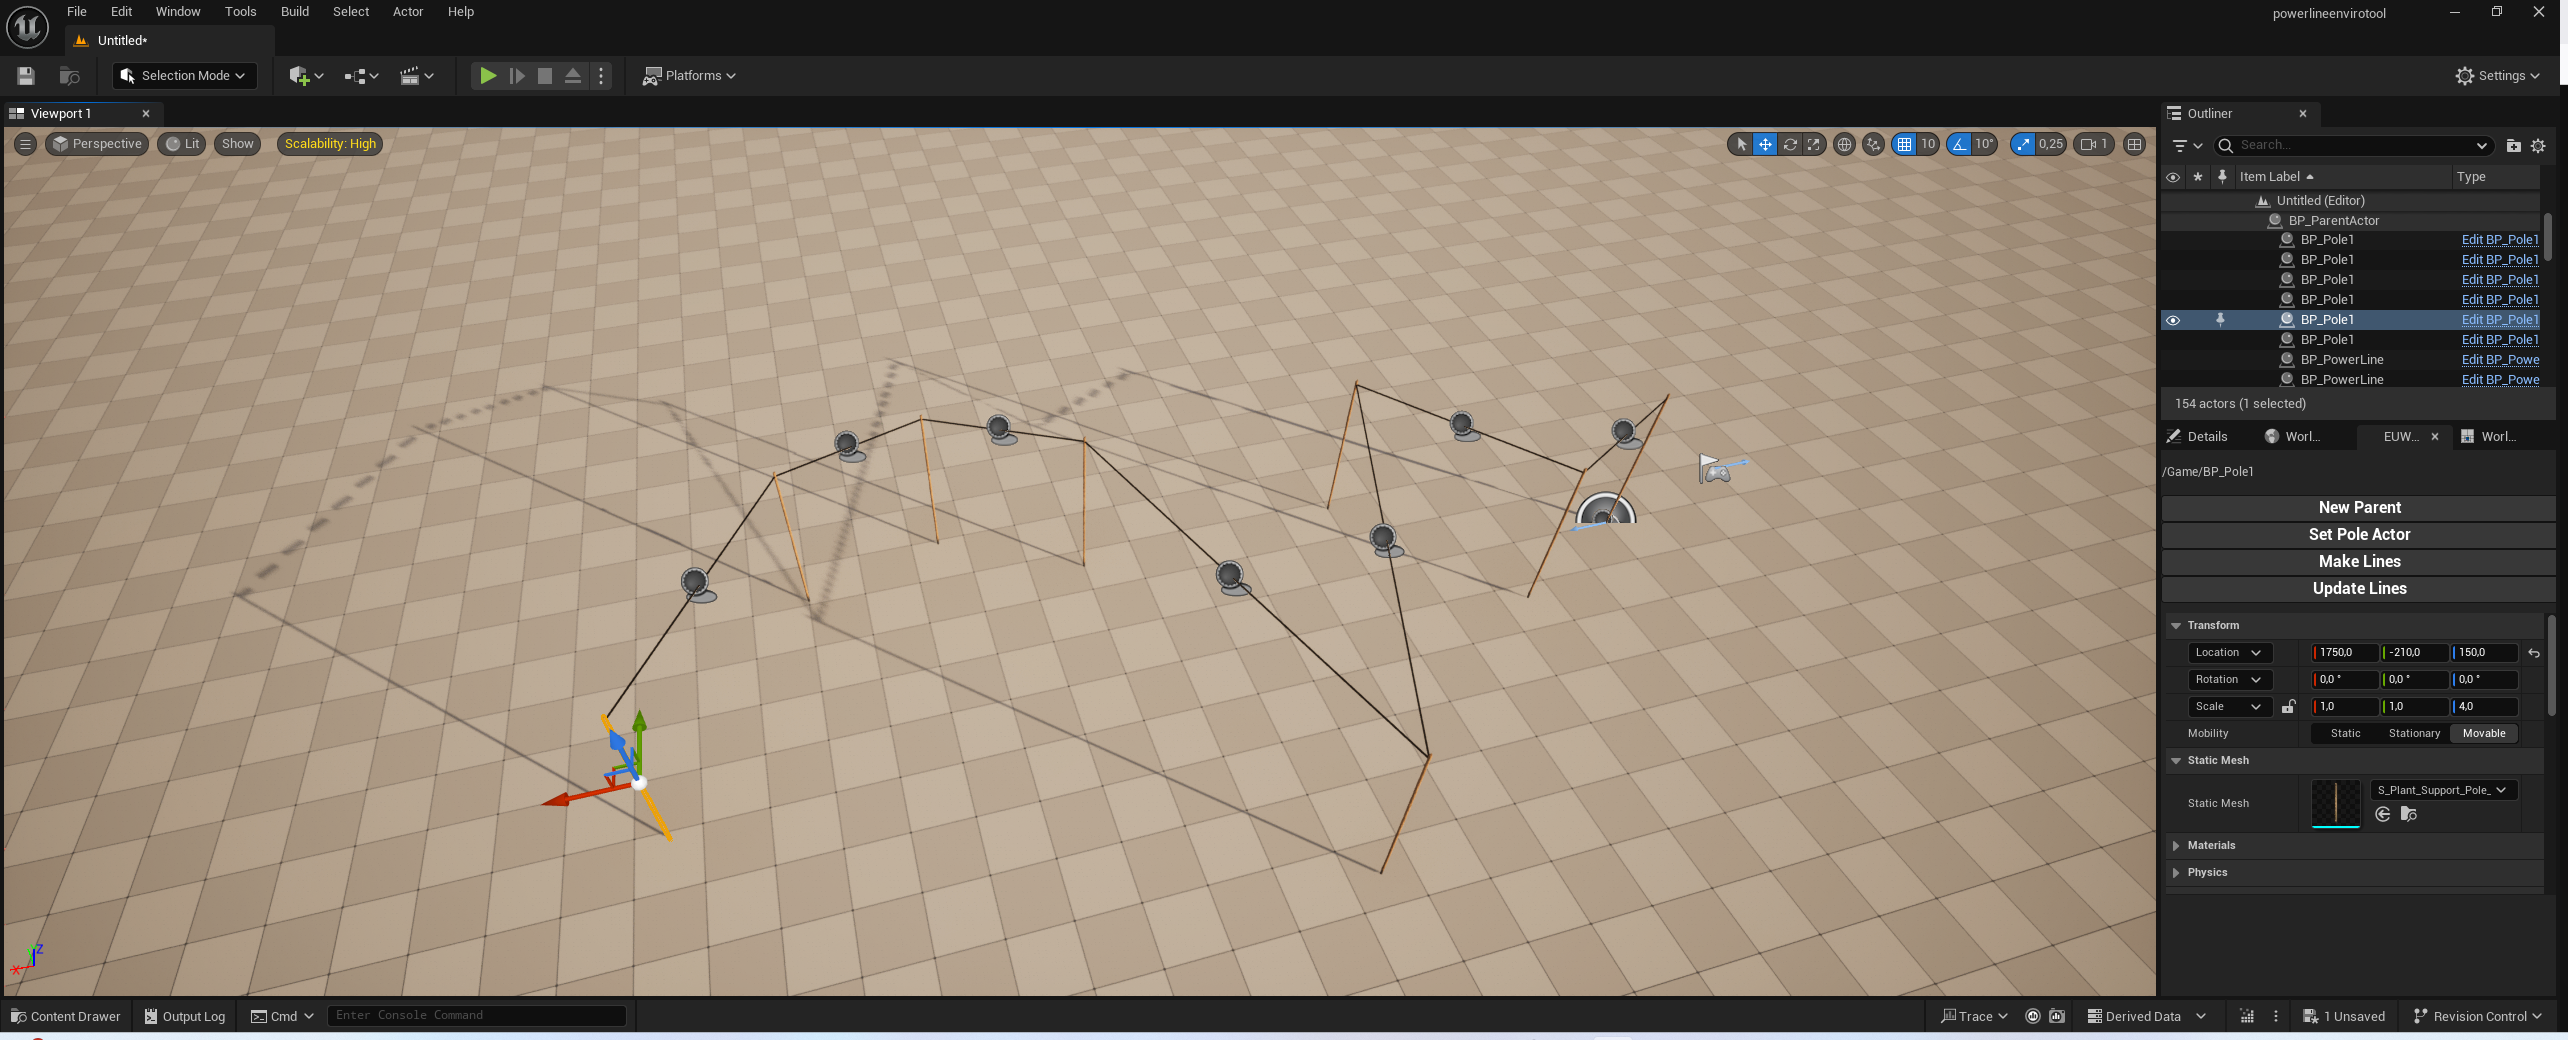 File Edit Window Tools Build Select Actor Help
powerlineenvirotool
Untitled*
Selection Mode
Platforms
Settings
Viewport 1
Outliner
Perspective
Lit
Show
Scalability: High
10
10°
0,25
1
Search...
Item Label
Type
Untitled (Editor)
BP_ParentActor
BP_Pole1 Edit BP_Pole1
BP_Pole1 Edit BP_Pole1
BP_Pole1 Edit BP_Pole1
BP_Pole1 Edit BP_Pole1
BP_Pole1 Edit BP_Pole1
BP_Pole1 Edit BP_Pole1
BP_PowerLine Edit BP_Powe
BP_PowerLine Edit BP_Powe
154 actors (1 selected)
Details
Worl...
EUW...
Worl...
/Game/BP_Pole1
New Parent
Set Pole Actor
Make Lines
Update Lines
Transform
Location 1750,0 -210,0 150,0
Rotation 0,0 ° 0,0 ° 0,0 °
Scale 1,0 1,0 4,0
Mobility Static Stationary Movable
Static Mesh
S_Plant_Support_Pole_
Static Mesh
Materials
Physics
Z
X
Content Drawer
Output Log
Cmd
Enter Console Command
Trace
Derived Data
1 Unsaved
Revision Control